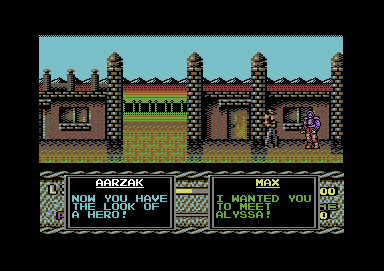 AARZAK
NOW YOU HAVE
THE LOOK OF
A HERO!
MAX
I WANTED YOU
TO MEET
ALYSSA!